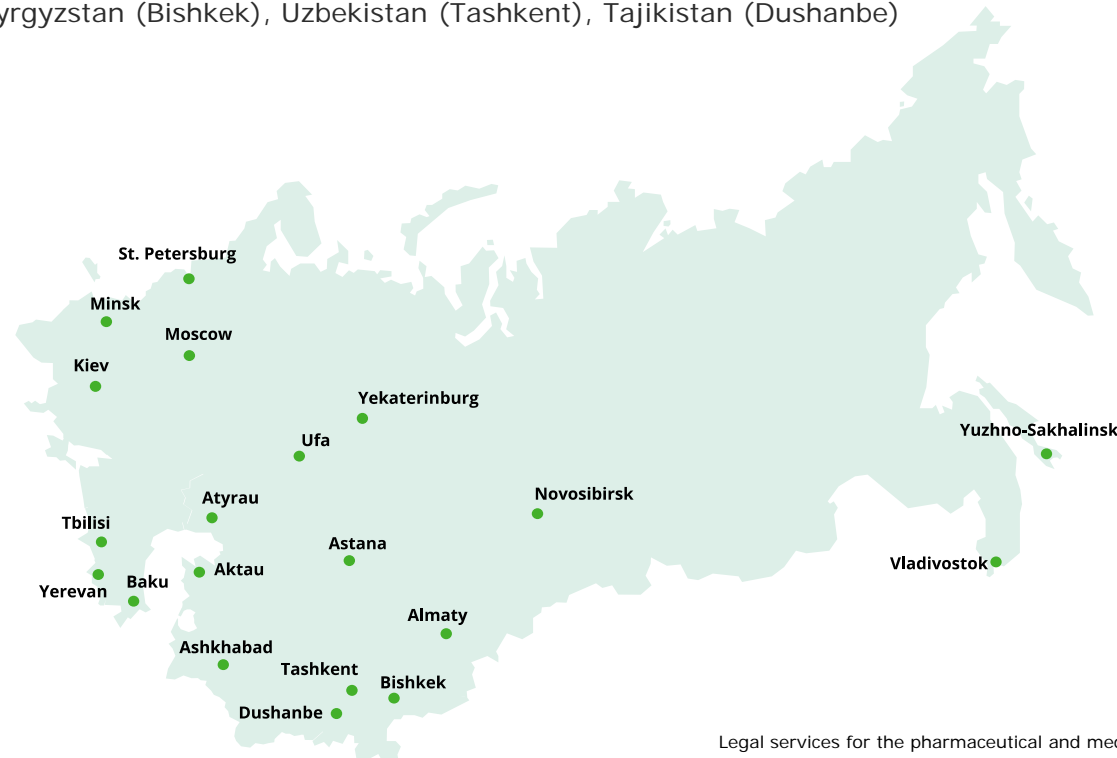 yrgyzstan (Bishkek), Uzbekistan (Tashkent), Tajikistan (Dushanbe)
St. Petersburg
Minsk
Moscow
Kiev
Yekaterinburg
Yuzhno-Sakhalinsk
Ufa
Atyrau
Novosibirsk
Tbilisi
Astana
Vladivostok
Aktau
Yerevan
Baku
Almaty
Ashkhabad
Tashkent
Bishkek
Dushanbe
Legal services for the pharmaceutical and med